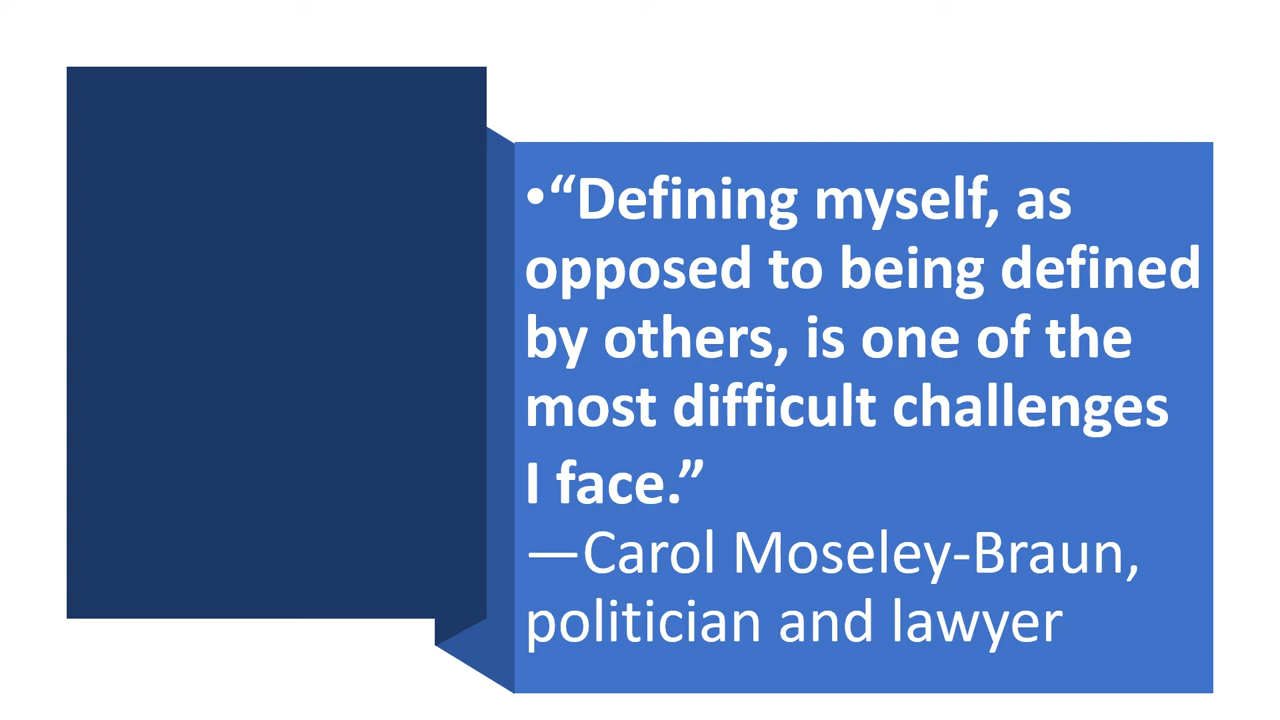 •“Defining myself, as
opposed to being defined
by others, is one of the
most difficult challenges
I face.”
—Carol Moseley-Braun,
politician and lawyer